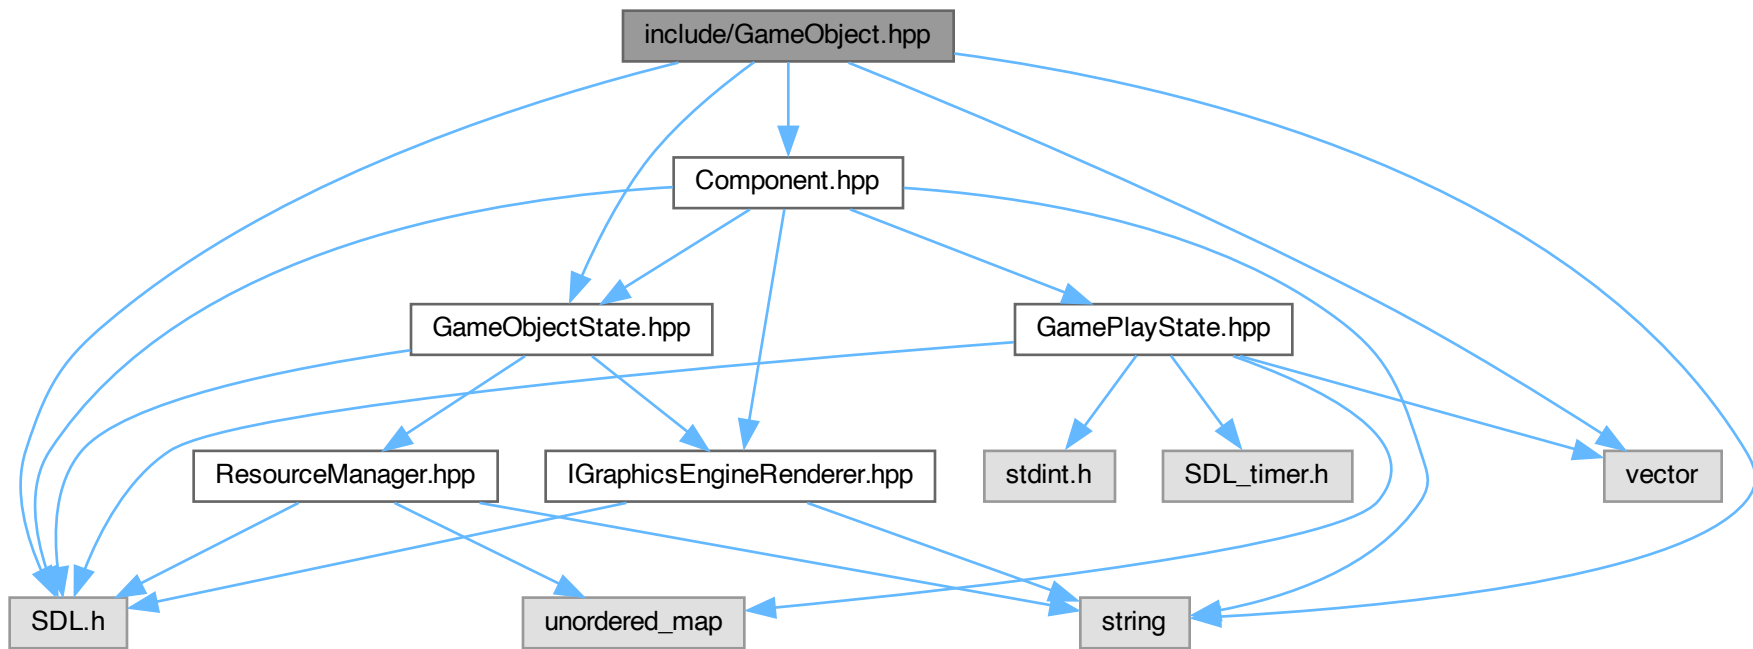 include/GameObject.hpp
Component.hpp
GameObjectState.hpp
GamePlayState.hpp
ResourceManager.hpp
IGraphicsEngineRenderer.hpp
stdint.h
SDL_timer.h
vector
SDL.h
unordered_map
string